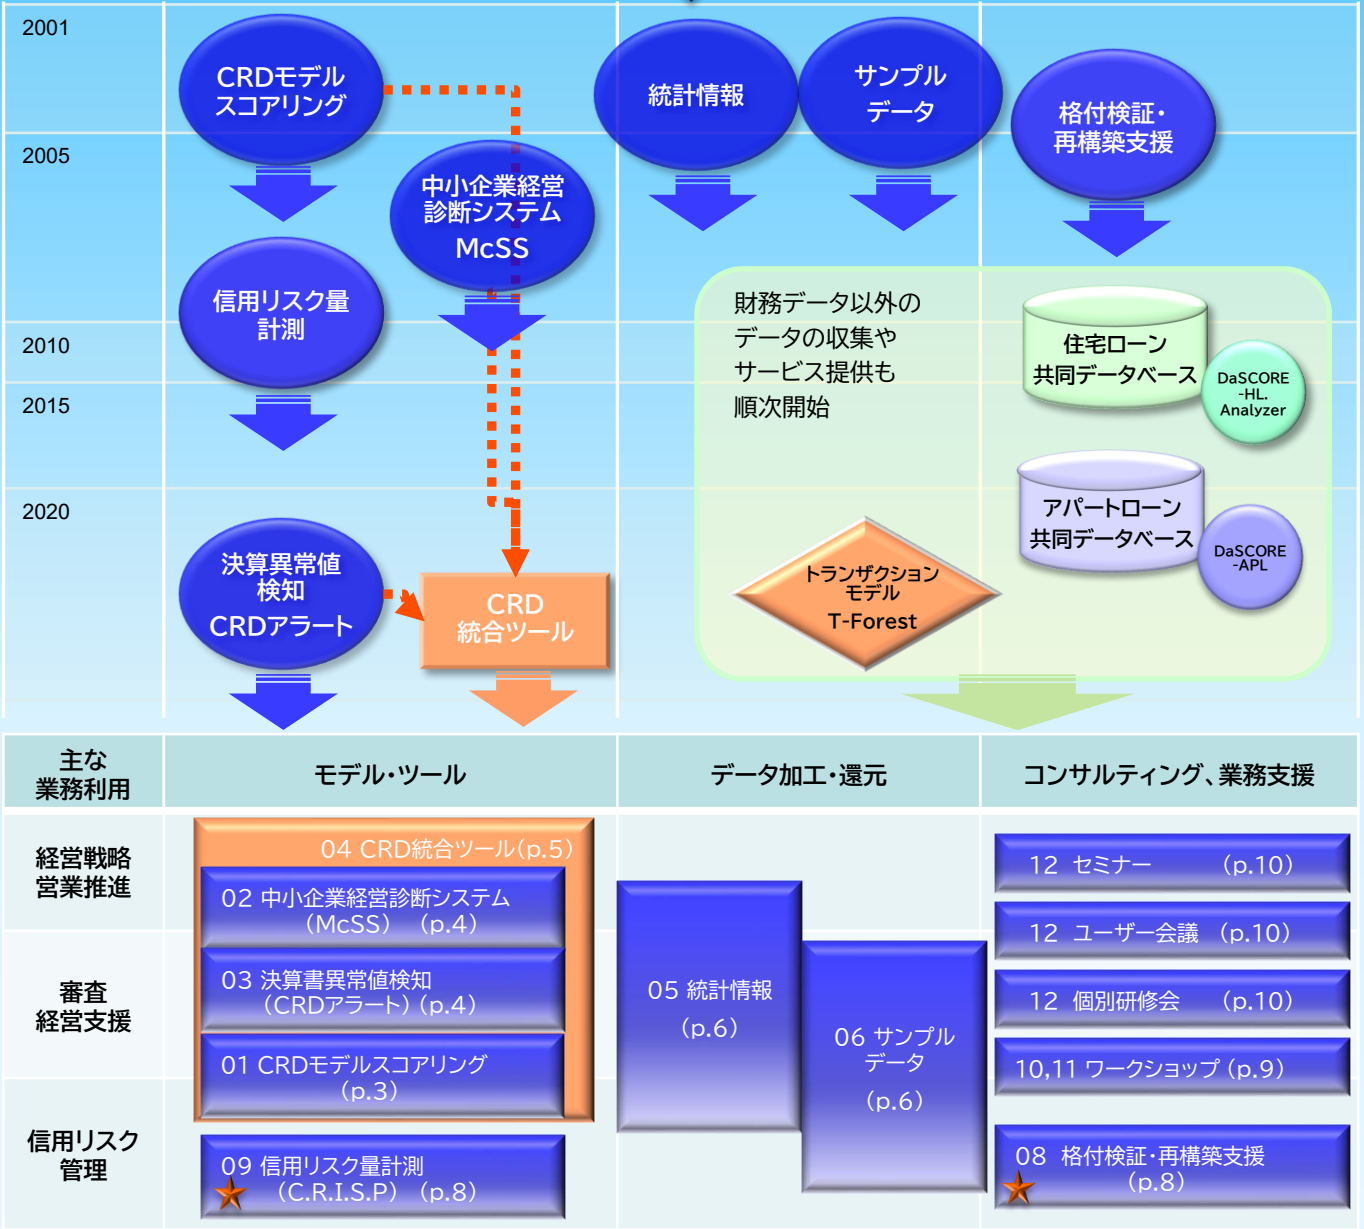 2001
CRDモデル
スコアリング
統計情報
サンプル
データ
格付検証・
再構築支援
2005
中小企業経営
診断システム
McSS
信用リスク量
計測
2010
2015
財務データ以外の
データの収集や
サービス提供も
順次開始
住宅ローン
共同データベース
DaSCORE
-HL.
Analyzer
アパートローン
共同データベース
DaSCORE
-APL
2020
決算異常値
検知
CRDアラート
CRD
統合ツール
トランザクション
モデル
T-Forest
主な
業務利用
モデル・ツール
データ加工・還元
コンサルティング、業務支援
経営戦略
営業推進
審査
経営支援
信用リスク
管理
04 CRD統合ツール(p.5)
02 中小企業経営診断システム
(McSS) (p.4)
03 決算書異常値検知
(CRDアラート) (p.4)
01 CRDモデルスコアリング
(p.3)
09 信用リスク量計測
(C.R.I.S.P) (p.8)
05 統計情報
(p.6)
06 サンプル
データ
(p.6)
12 セミナー (p.10)
12 ユーザー会議 (p.10)
12 個別研修会 (p.10)
10,11 ワークショップ (p.9)
08 格付検証・再構築支援
(p.8)